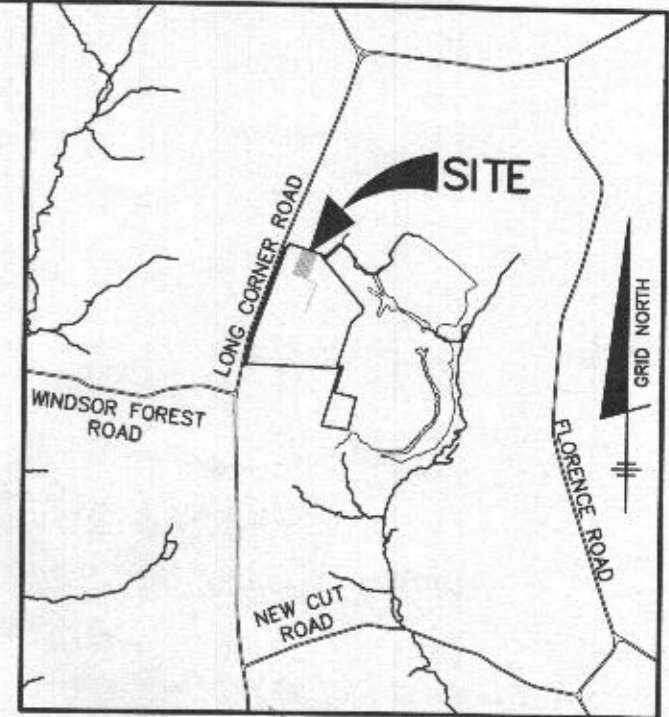 SITE
LONG CORNER ROAD
GRID NORTH
WINDSOR FOREST
ROAD
FLORENCE ROAD
NEW CUT
ROAD